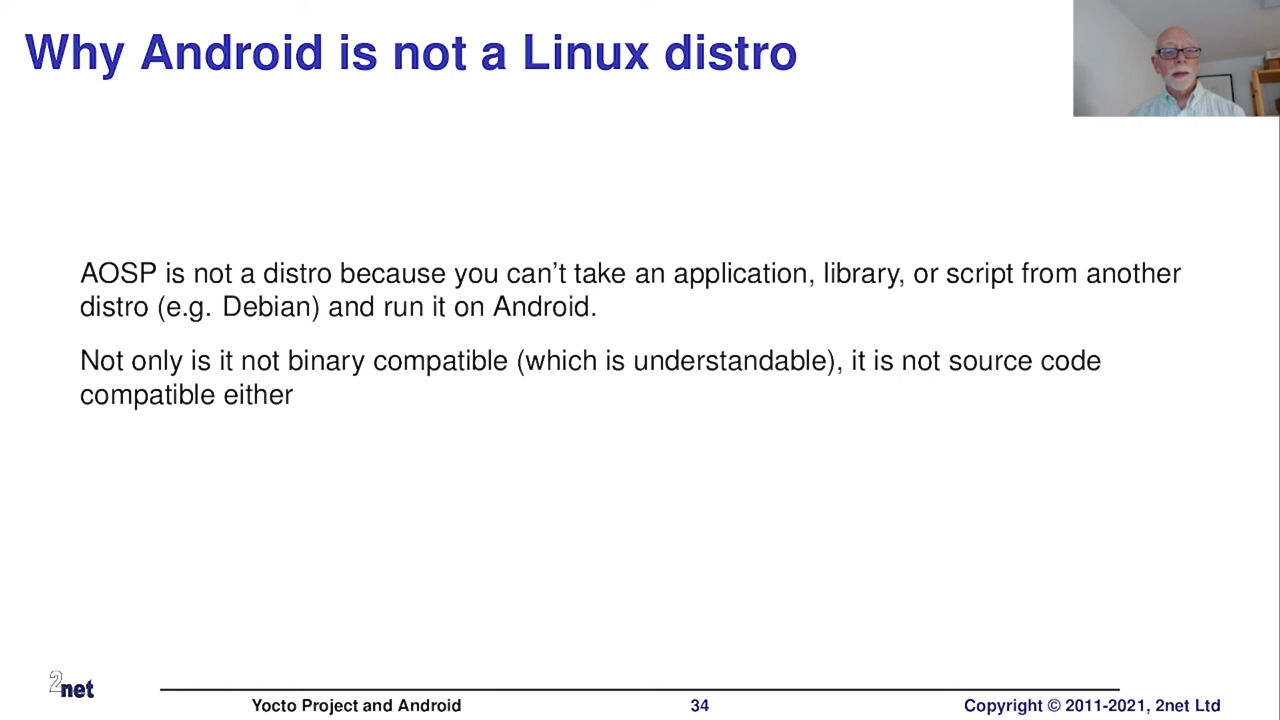 Why Android is not a Linux distro
AOSP is not a distro because you can't take an application, library, or script from another
distro (e.g. Debian) and run it on Android.
Not only is it not binary compatible (which is understandable), it is not source code
compatible either
2net
Yocto Project and Android
34
Copyright © 2011-2021, 2net Ltd